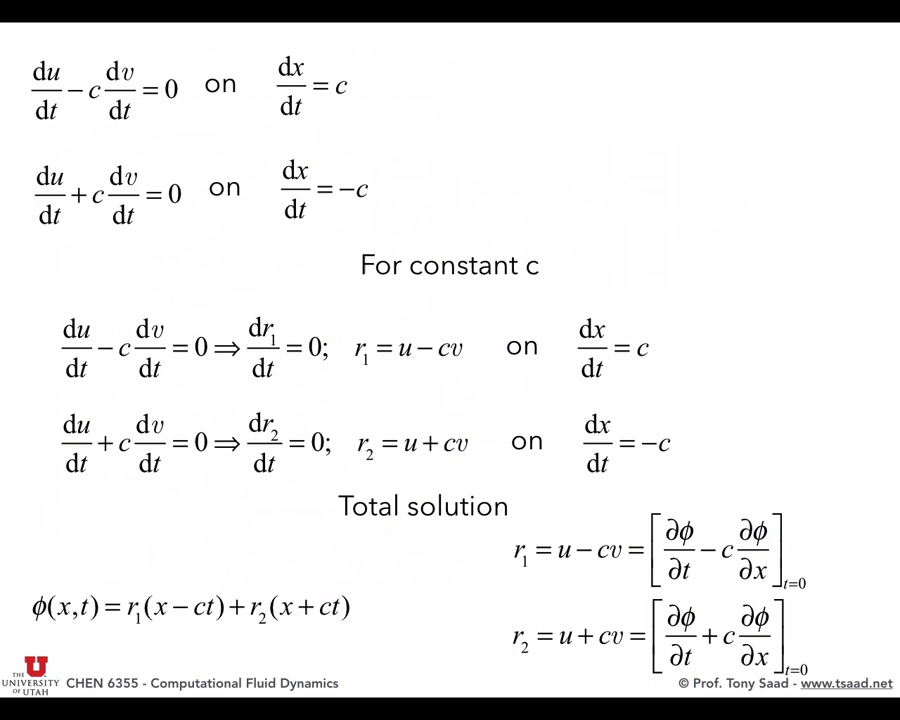 du/dt − c dv/dt = 0 on dx/dt = c
du/dt + c dv/dt = 0 on dx/dt = −c
For constant c
du/dt − c dv/dt = 0 ⇒ dr₁/dt = 0; r₁ = u − cv on dx/dt = c
du/dt + c dv/dt = 0 ⇒ dr₂/dt = 0; r₂ = u + cv on dx/dt = −c
Total solution
r₁ = u − cv = [∂ϕ/∂t − c ∂ϕ/∂x]ₜ₌₀
ϕ(x,t) = r₁(x − ct) + r₂(x + ct)
r₂ = u + cv = [∂ϕ/∂t + c ∂ϕ/∂x]ₜ₌₀
THE
UNIVERSITY
OF UTAH
CHEN 6355 - Computational Fluid Dynamics
© Prof. Tony Saad - www.tsaad.net